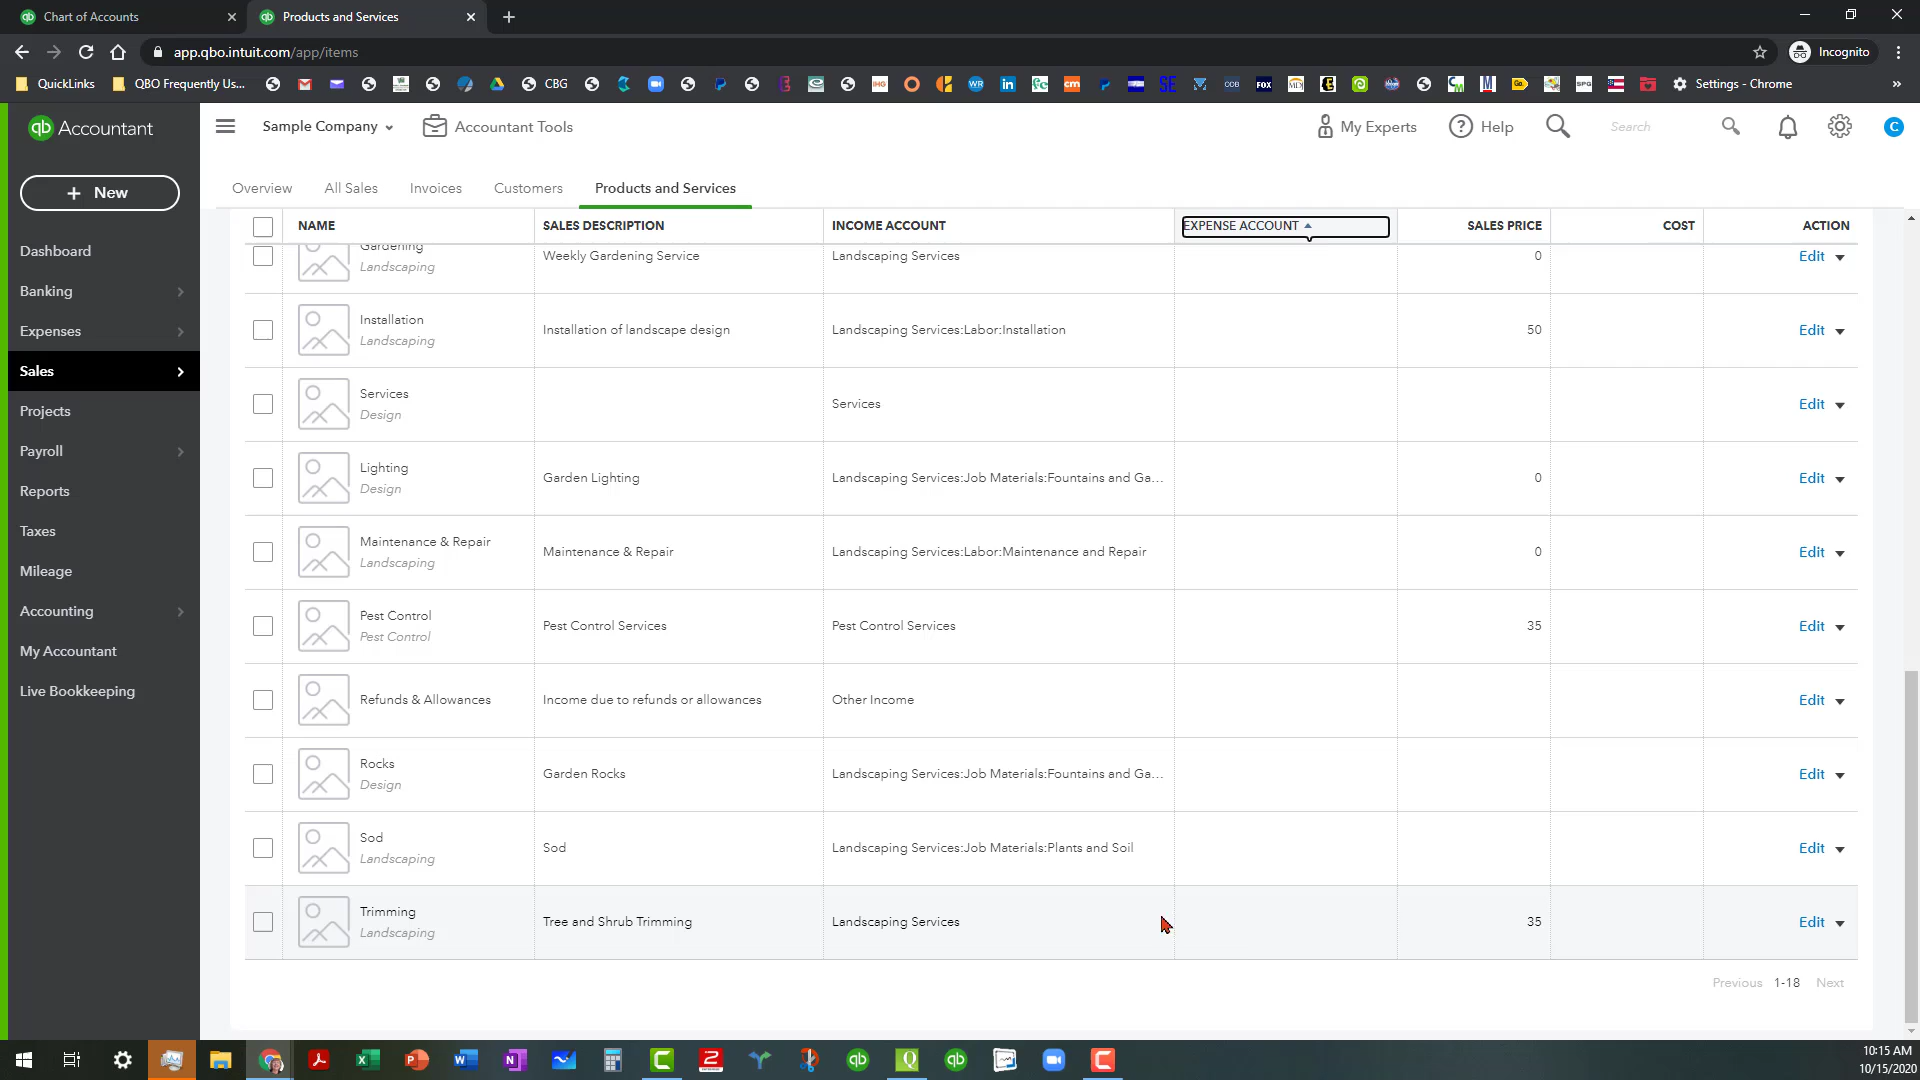 Chart of Accounts
Products and Services
app.qbo.intuit.com/app/items
Incognito
QuickLinks
QBO Frequently Us...
CBG
Settings - Chrome
qb Accountant
Sample Company
Accountant Tools
My Experts
Help
Search
C
+ New
Overview
All Sales
Invoices
Customers
Products and Services
Dashboard
Banking
Expenses
Sales
Projects
Payroll
Reports
Taxes
Mileage
Accounting
My Accountant
Live Bookkeeping
NAME SALES DESCRIPTION INCOME ACCOUNT EXPENSE ACCOUNT SALES PRICE COST ACTION
Gardening
Landscaping
Weekly Gardening Service Landscaping Services 0 Edit
Installation
Landscaping
Installation of landscape design Landscaping Services:Labor:Installation 50 Edit
Services
Design
Services Edit
Lighting
Design
Garden Lighting Landscaping Services:Job Materials:Fountains and Ga... 0 Edit
Maintenance & Repair
Landscaping
Maintenance & Repair Landscaping Services:Labor:Maintenance and Repair 0 Edit
Pest Control
Pest Control
Pest Control Services Pest Control Services 35 Edit
Refunds & Allowances Income due to refunds or allowances Other Income Edit
Rocks
Design
Garden Rocks Landscaping Services:Job Materials:Fountains and Ga... Edit
Sod
Landscaping
Sod Landscaping Services:Job Materials:Plants and Soil Edit
Trimming
Landscaping
Tree and Shrub Trimming Landscaping Services 35 Edit
Previous 1-18 Next
10:15 AM
10/15/2020